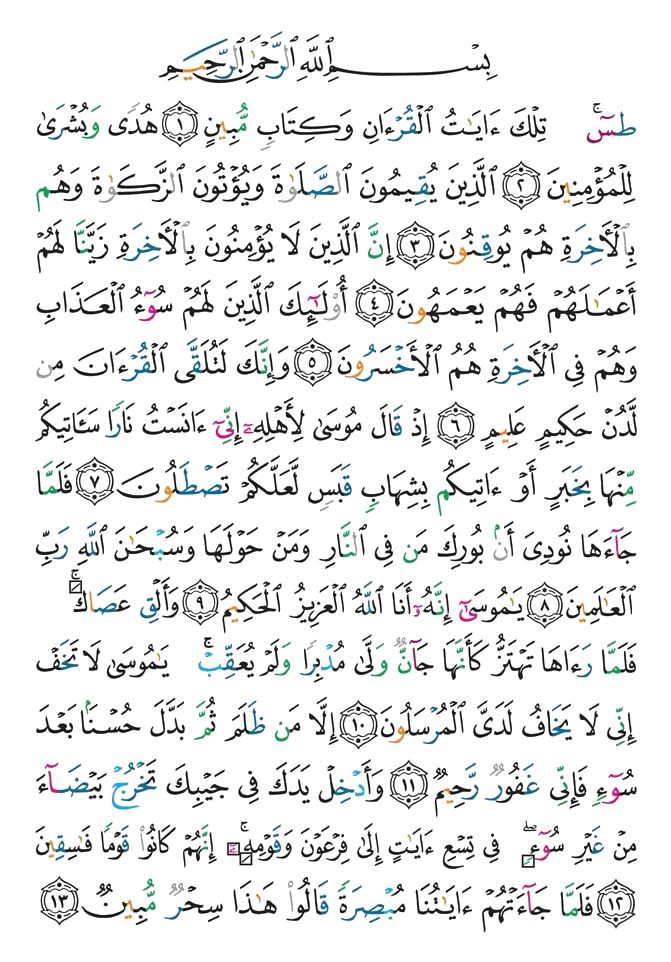 بِسْمِ ٱللَّهِ ٱلرَّحْمَٰنِ ٱلرَّحِيمِ
طسٓ ۚ تِلْكَ ءَايَـٰتُ ٱلْقُرْءَانِ وَكِتَابٍ مُّبِينٍ ١ هُدًى وَبُشْرَىٰ
لِلْمُؤْمِنِينَ ٢ ٱلَّذِينَ يُقِيمُونَ ٱلصَّلَوٰةَ وَيُؤْتُونَ ٱلزَّكَوٰةَ وَهُم
بِٱلْأَخِرَةِ هُمْ يُوقِنُونَ ٣ إِنَّ ٱلَّذِينَ لَا يُؤْمِنُونَ بِٱلْأَخِرَةِ زَيَّنَّا لَهُمْ
أَعْمَـٰلَهُمْ فَهُمْ يَعْمَهُونَ ٤ أُو۟لَـٰٓئِكَ ٱلَّذِينَ لَهُمْ سُوٓءُ ٱلْعَذَابِ
وَهُمْ فِى ٱلْأَخِرَةِ هُمُ ٱلْأَخْسَرُونَ ٥ وَإِنَّكَ لَتُلَقَّى ٱلْقُرْءَانَ مِن
لَّدُنْ حَكِيمٍ عَلِيمٍ ٦ إِذْ قَالَ مُوسَىٰ لِأَهْلِهِۦٓ إِنِّىٓ ءَانَسْتُ نَارًا سَـَٔاتِيكُم
مِّنْهَا بِخَبَرٍ أَوْ ءَاتِيكُم بِشِهَابٍ قَبَسٍ لَّعَلَّكُمْ تَصْطَلُونَ ٧ فَلَمَّا
جَآءَهَا نُودِىَ أَنۢ بُورِكَ مَن فِى ٱلنَّارِ وَمَنْ حَوْلَهَا وَسُبْحَـٰنَ ٱللَّهِ رَبِّ
ٱلْعَـٰلَمِينَ ٨ يَـٰمُوسَىٰٓ إِنَّهُۥٓ أَنَا ٱللَّهُ ٱلْعَزِيزُ ٱلْحَكِيمُ ٩ وَأَلْقِ عَصَاكَ ۚ
فَلَمَّا رَءَاهَا تَهْتَزُّ كَأَنَّهَا جَآنٌّ وَلَّىٰ مُدْبِرًا وَلَمْ يُعَقِّبْ ۚ يَـٰمُوسَىٰ لَا تَخَفْ
إِنِّى لَا يَخَافُ لَدَىَّ ٱلْمُرْسَلُونَ ١٠ إِلَّا مَن ظَلَمَ ثُمَّ بَدَّلَ حُسْنًۢا بَعْدَ
سُوٓءٍ فَإِنِّى غَفُورٌ رَّحِيمٌ ١١ وَأَدْخِلْ يَدَكَ فِى جَيْبِكَ تَخْرُجْ بَيْضَآءَ
مِنْ غَيْرِ سُوٓءٍ ۖ فِى تِسْعِ ءَايَـٰتٍ إِلَىٰ فِرْعَوْنَ وَقَوْمِهِۦٓ ۚ إِنَّهُمْ كَانُوا۟ قَوْمًا فَـٰسِقِينَ
١٢ فَلَمَّا جَآءَتْهُمْ ءَايَـٰتُنَا مُبْصِرَةً قَالُوا۟ هَـٰذَا سِحْرٌ مُّبِينٌ ١٣